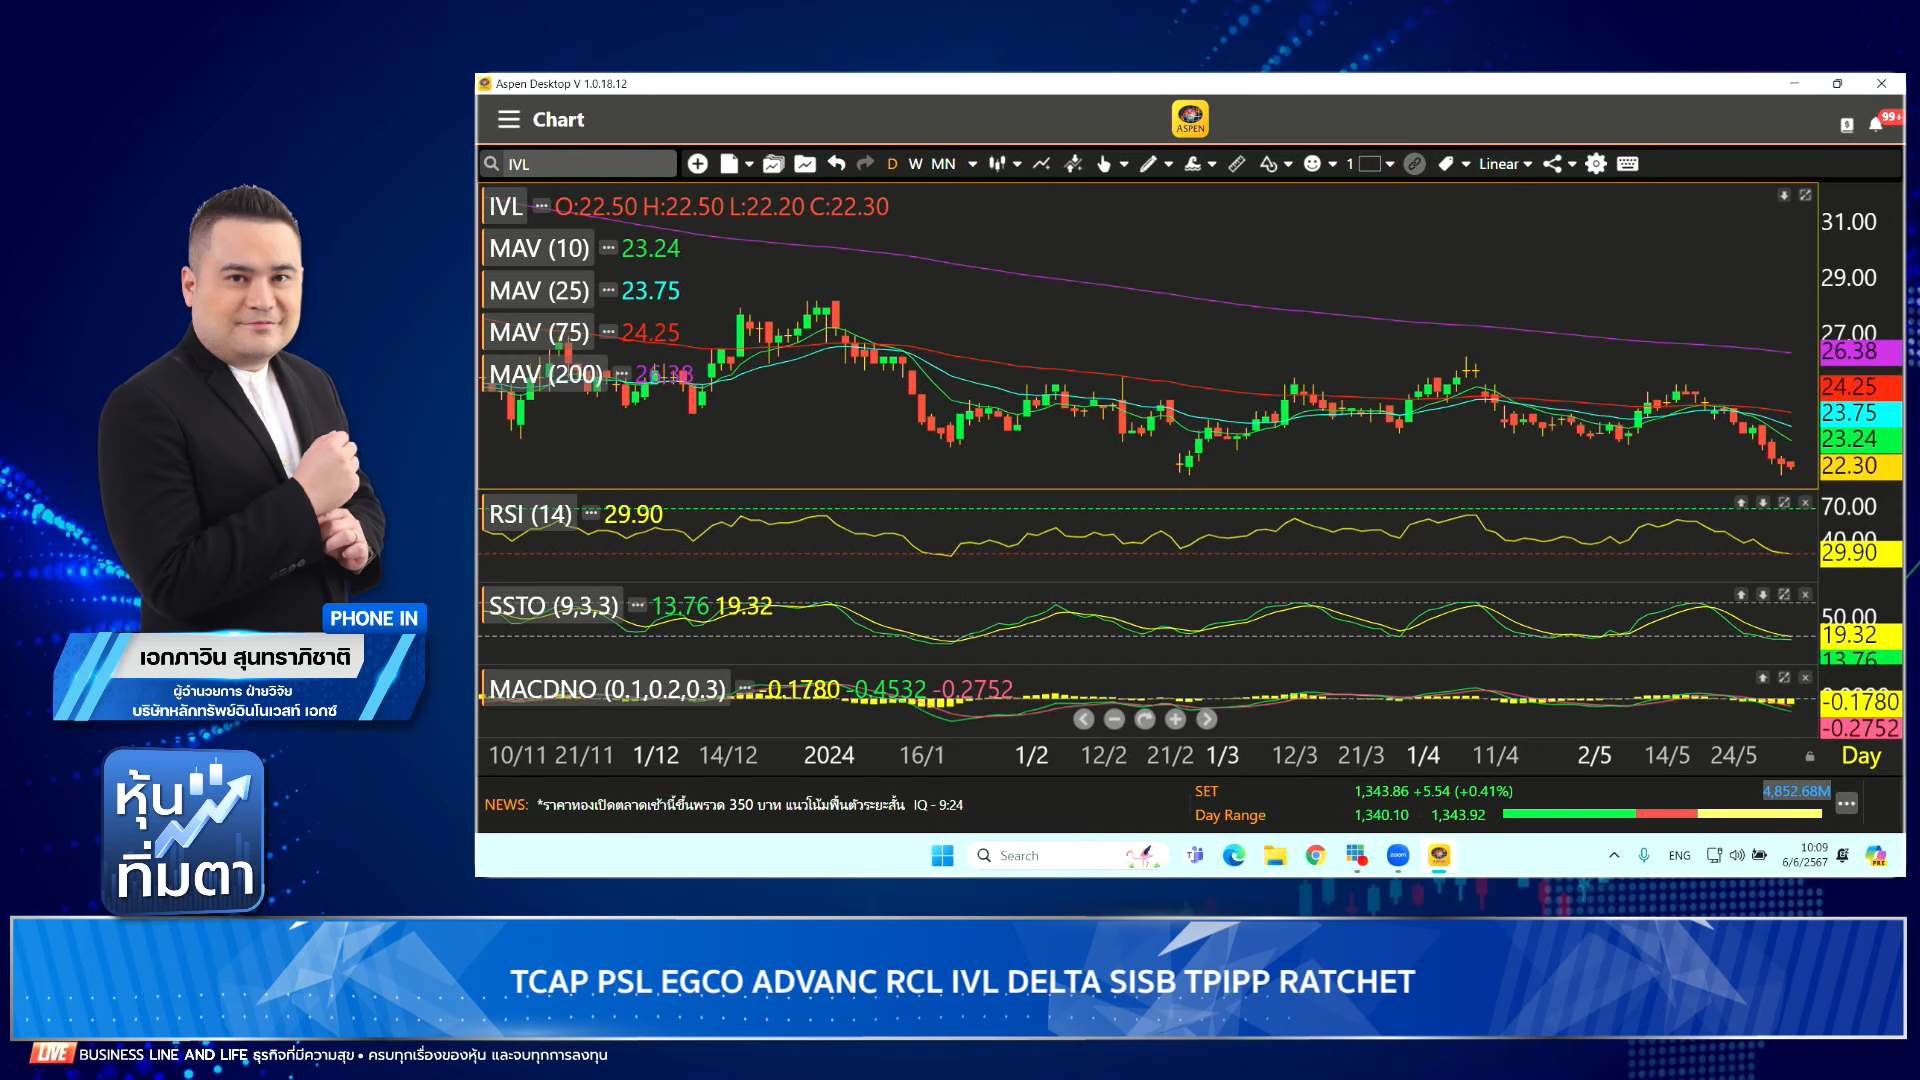 Aspen Desktop V 1.0.18.12
Chart
ASPEN
99+
IVL
D W MN
1
Linear
IVL O:22.50 H:22.50 L:22.20 C:22.30
MAV (10) 23.24
MAV (25) 23.75
MAV (75) 24.25
MAV (200) 26.38
31.00
29.00
27.00
26.38
24.25
23.75
23.24
22.30
RSI (14) 29.90
70.00
40.00
29.90
SSTO (9,3,3) 13.76 19.32
50.00
19.32
13.76
MACDNO (0.1,0.2,0.3) -0.1780 -0.4532 -0.2752
-0.1780
-0.2752
10/11 21/11 1/12 14/12 2024 16/1 1/2 12/2 21/2 1/3 12/3 21/3 1/4 11/4 2/5 14/5 24/5 Day
NEWS: *ราคาทองเปิดตลาดเช้านี้ขึ้นพรวด 350 บาท แนวโน้มฟื้นตัวระยะสั้น IQ - 9:24
SET 1,343.86 +5.54 (+0.41%) 4,852.68M
Day Range 1,340.10 - 1,343.92
Search
zoom
ENG
10:09
6/6/2567
PRE
PHONE IN
เอกภาวิน สุนทราภิชาติ
ผู้อำนวยการ ฝ่ายวิจัย
บริษัทหลักทรัพย์อินโนเวสท์ เอกซ์
หุ้น
ทิ่มตา
TCAP PSL EGCO ADVANC RCL IVL DELTA SISB TPIPP RATCHET
LIVE BUSINESS LINE AND LIFE ธุรกิจที่มีความสุข • ครบทุกเรื่องของหุ้น และจบทุกการลงทุน